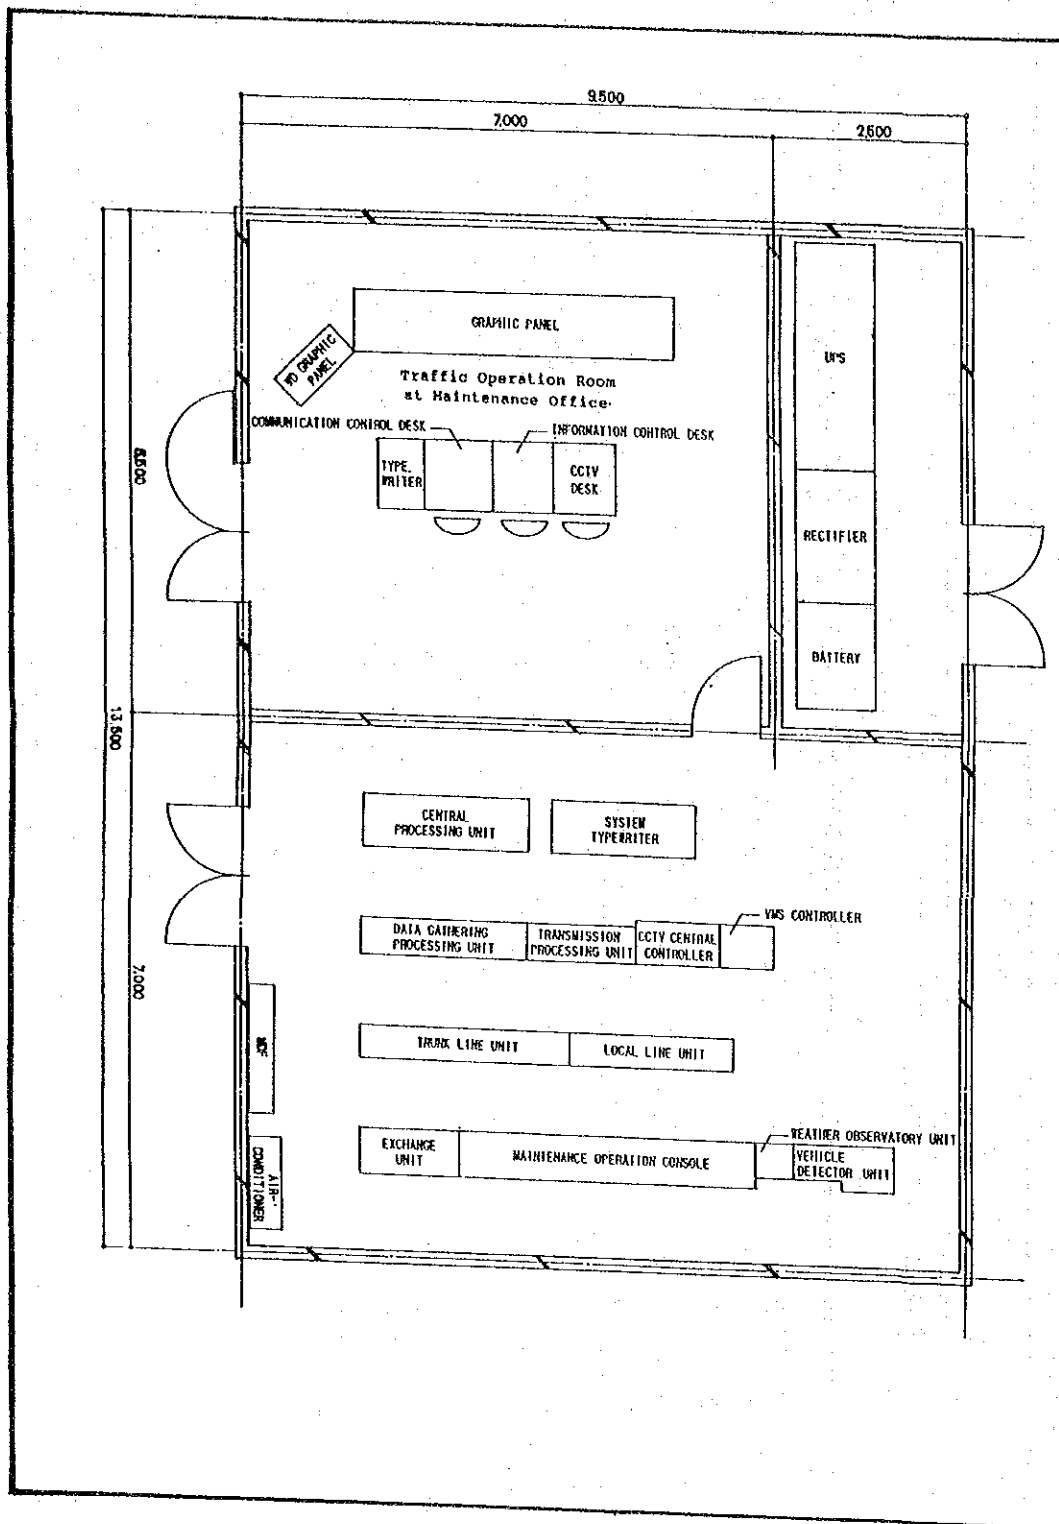 9.500
7.000
2,500
GRAPHIC PANEL
GRAPHIC
PANEL
UPS
Traffic Operation Room
at Maintenance Office
COMMUNICATION CONTROL DESK
INFORMATION CONTROL DESK
TYPE.
WRITER
CCTV
DESK
RECTIFIER
BATTERY
13.500
CENTRAL
PROCESSING UNIT
SYSTEM
TYPEWRITER
VMS CONTROLLER
DATA GATHERING
PROCESSING UNIT
TRANSMISSION
PROCESSING UNIT
CCTV CENTRAL
CONTROLLER
7.000
MDF
TRUNK LINE UNIT
LOCAL LINE UNIT
WEATHER OBSERVATORY UNIT
EXCHANGE
UNIT
MAINTENANCE OPERATION CONSOLE
VEHICLE
DETECTOR UNIT
AIR-
CONDITIONER